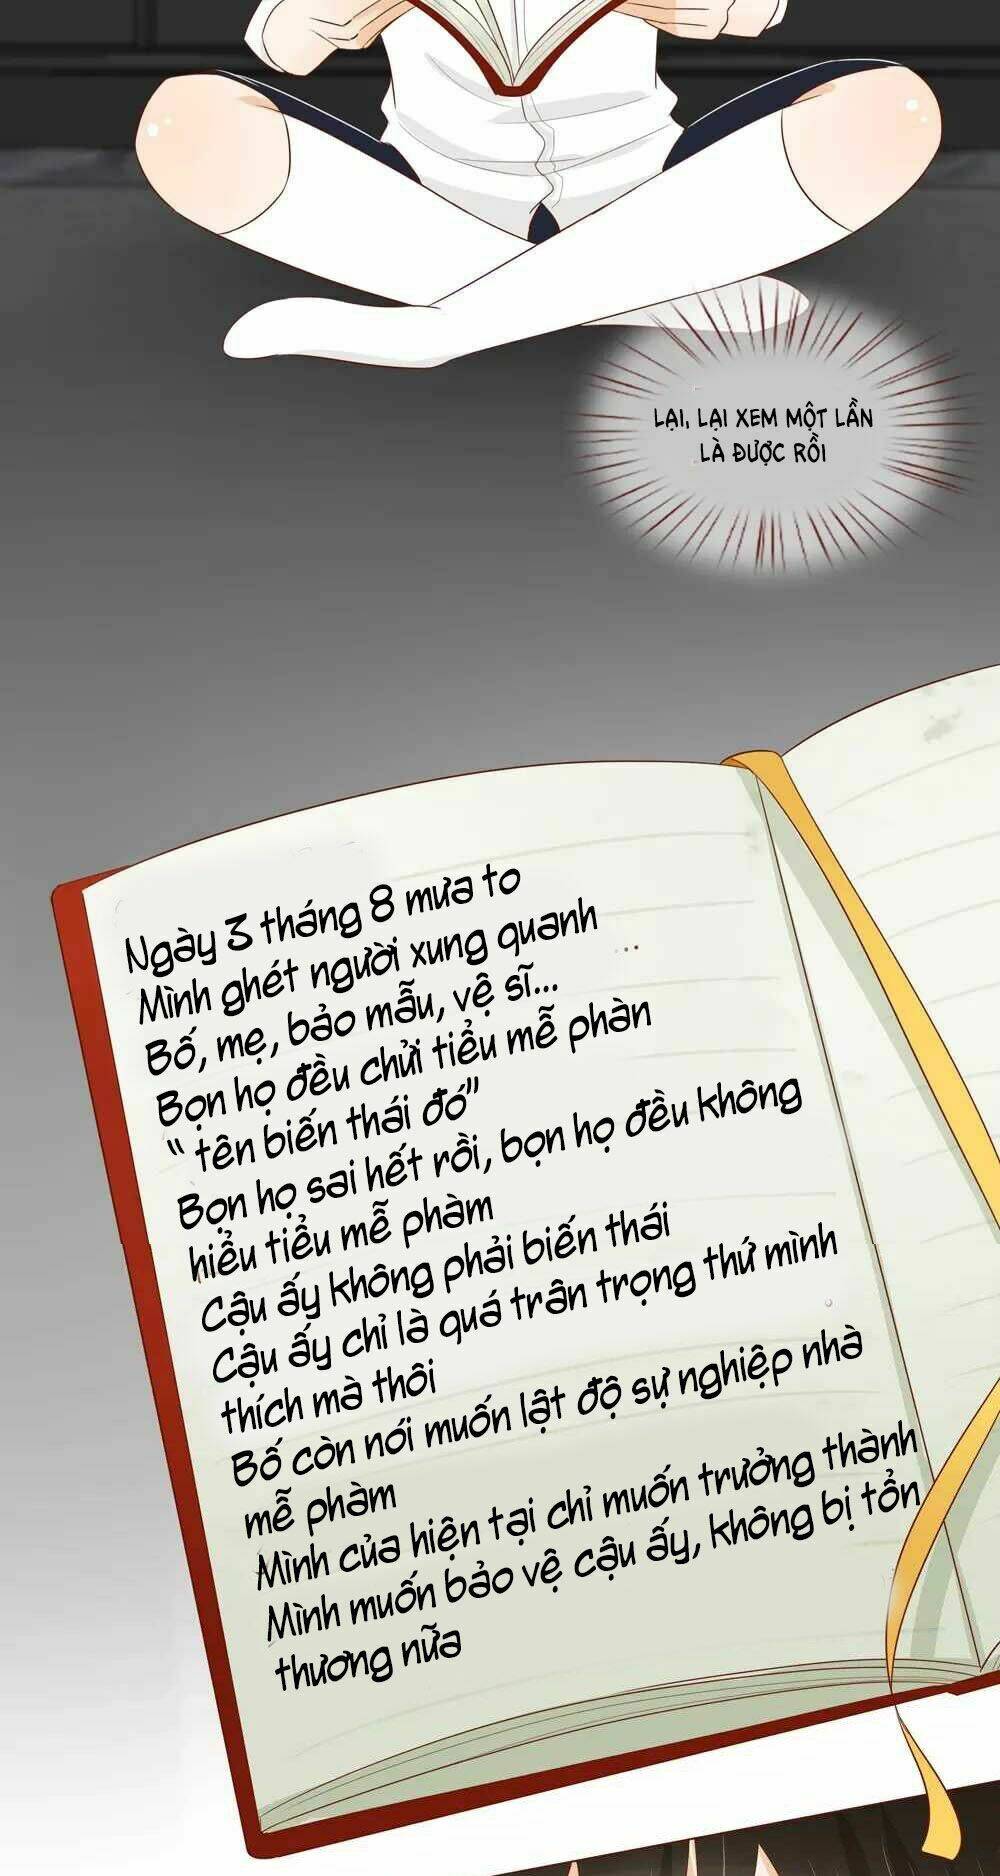 LẠI, LẠI XEM MỘT LẦN
LÀ ĐƯỢC RỒI
Ngày 3 tháng 8 mưa to
Mình ghét người xung quanh
Bố, mẹ, bảo mẫu, vệ sĩ...
Bọn họ đều chửi tiểu mễ phàn
" tên biến thái đó"
Bọn họ sai hết rồi, bọn họ đều không
hiểu tiểu mễ phàm
Cậu ấy không phải biến thái
Cậu ấy chỉ là quá trân trọng thứ mình
thích mà thôi
Bố còn nói muốn lật độ sự nghiệp nhà
mễ phàm
Mình của hiện tại chỉ muốn trưởng thành
Mình muốn bảo vệ cậu ấy, không bị tổn
thương nữa